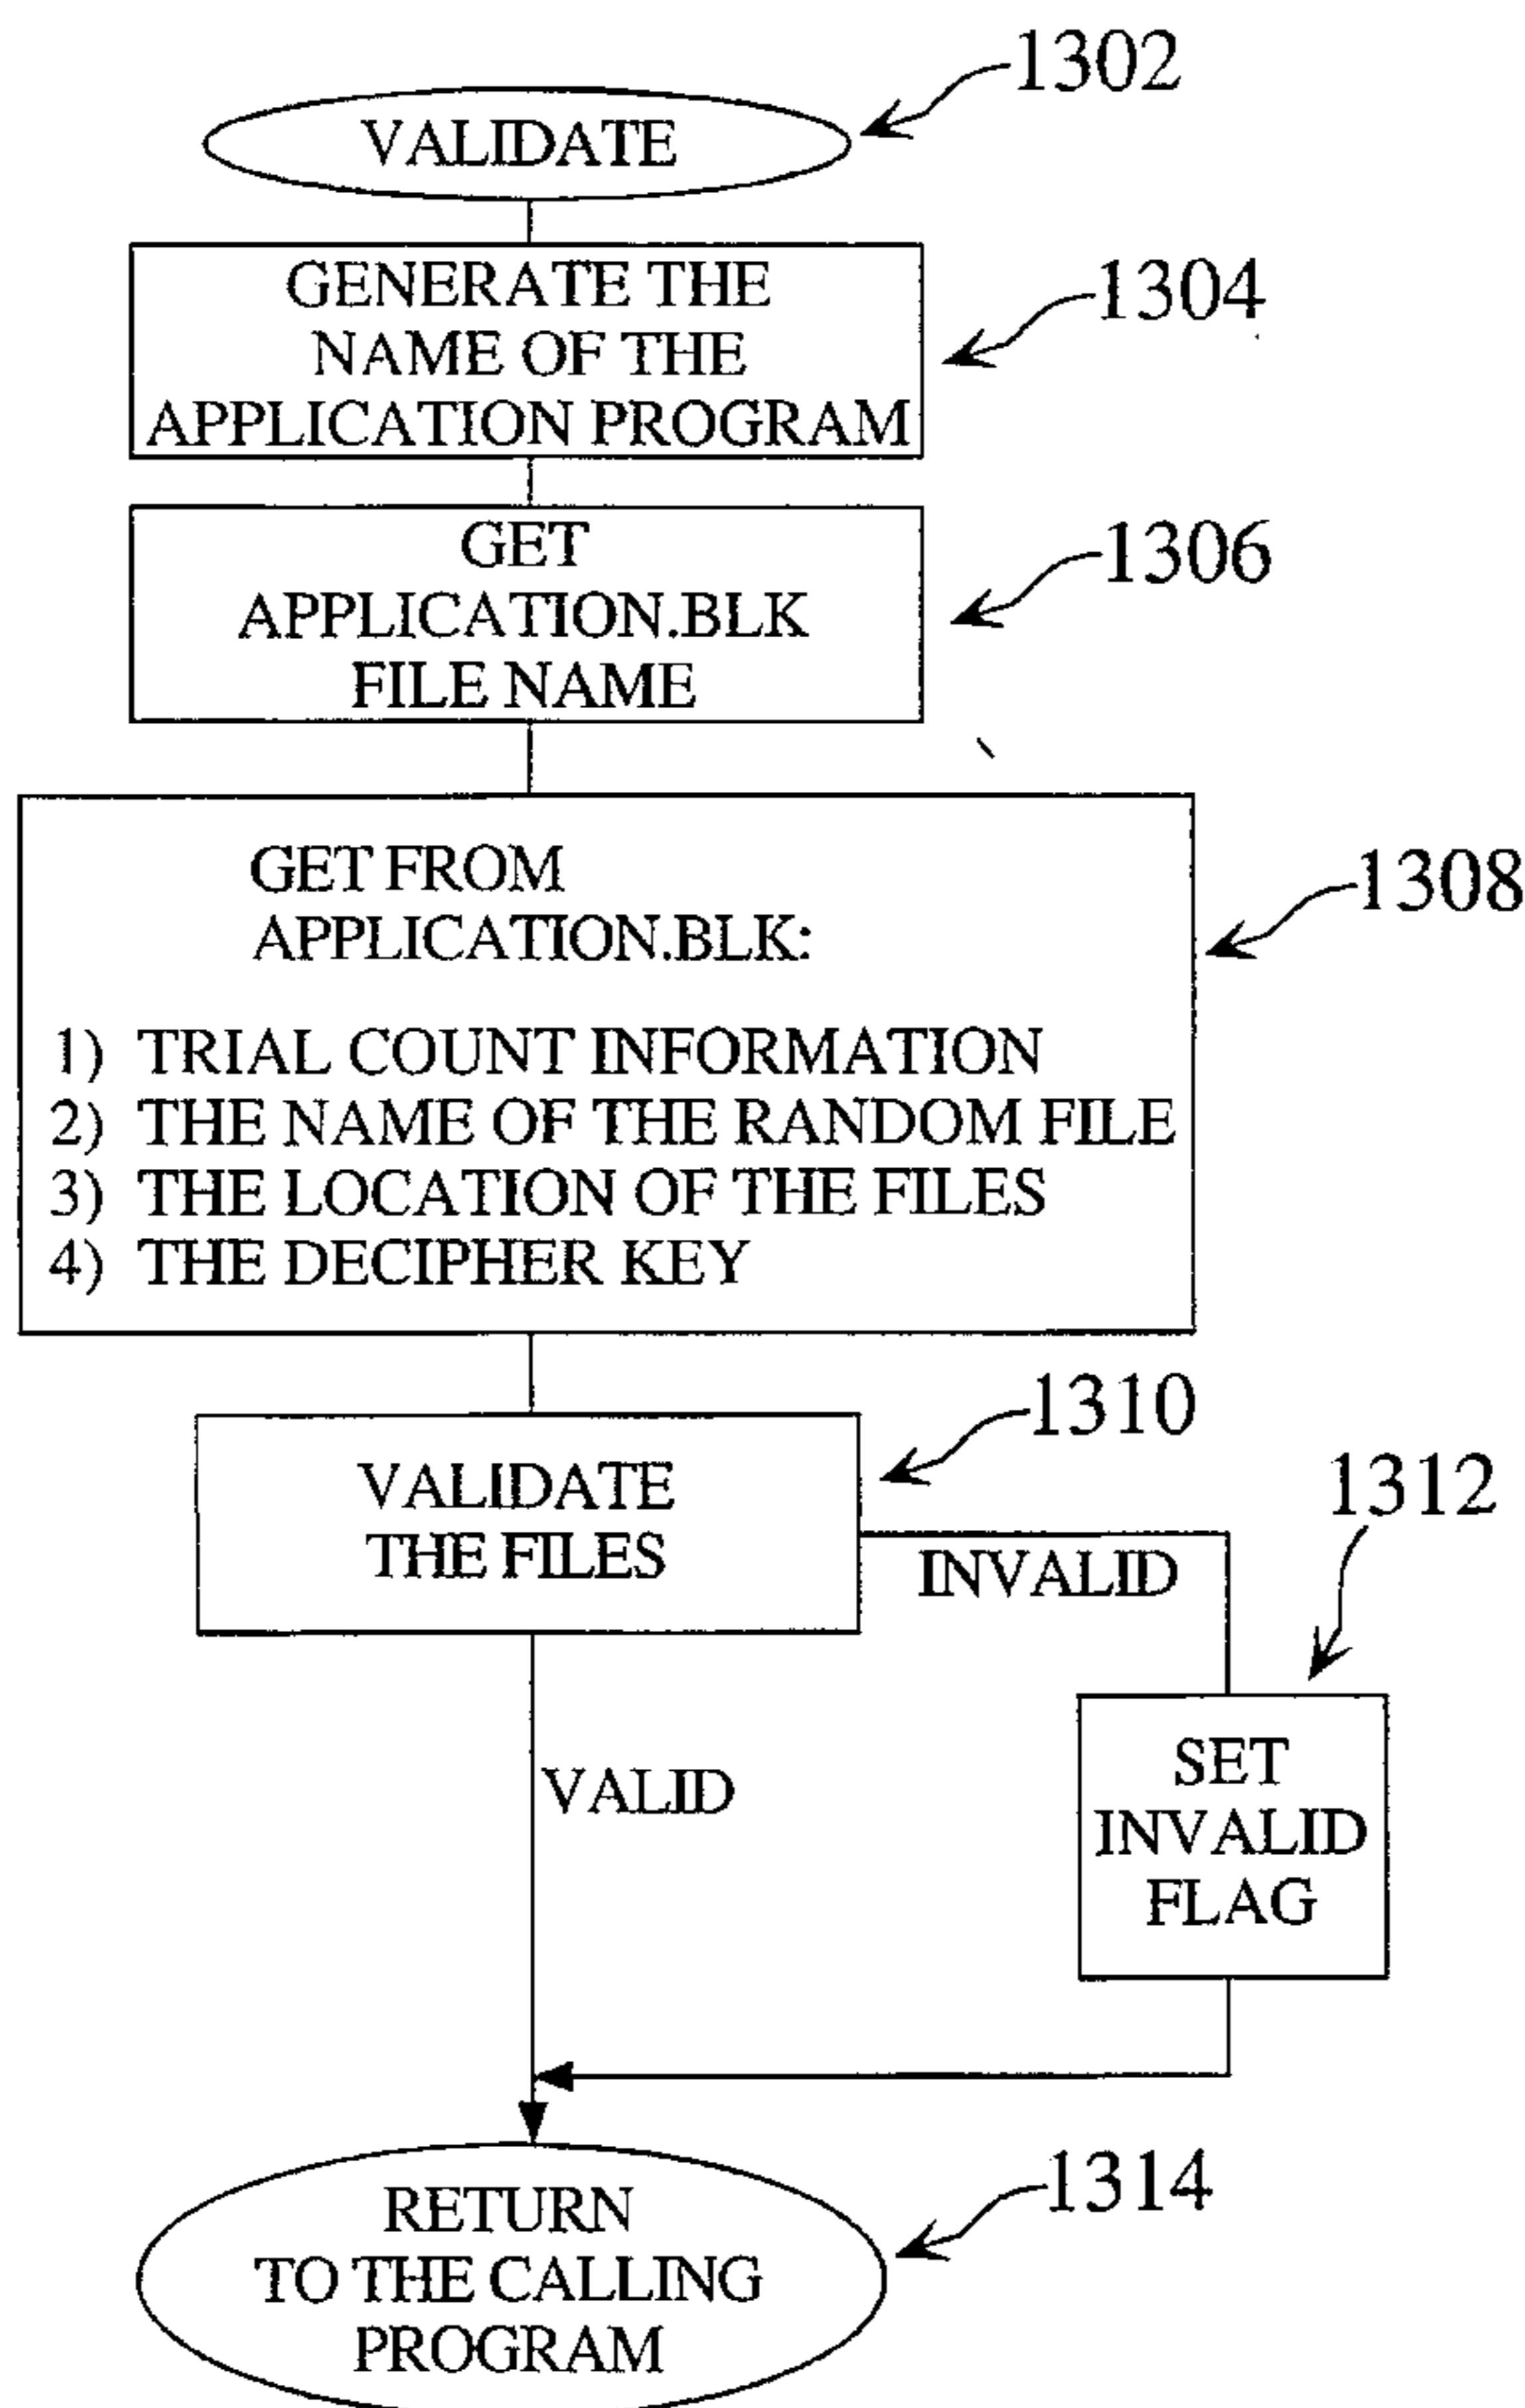 1302
VALIDATE
GENERATE THE
NAME OF THE
APPLICATION PROGRAM
1304
GET
APPLICATION.BLK
FILE NAME
1306
GET FROM
APPLICATION.BLK:
1) TRIAL COUNT INFORMATION
2) THE NAME OF THE RANDOM FILE
3) THE LOCATION OF THE FILES
4) THE DECIPHER KEY
1308
VALIDATE
THE FILES
1310
INVALID
1312
SET
INVALID
FLAG
VALID
RETURN
TO THE CALLING
PROGRAM
1314